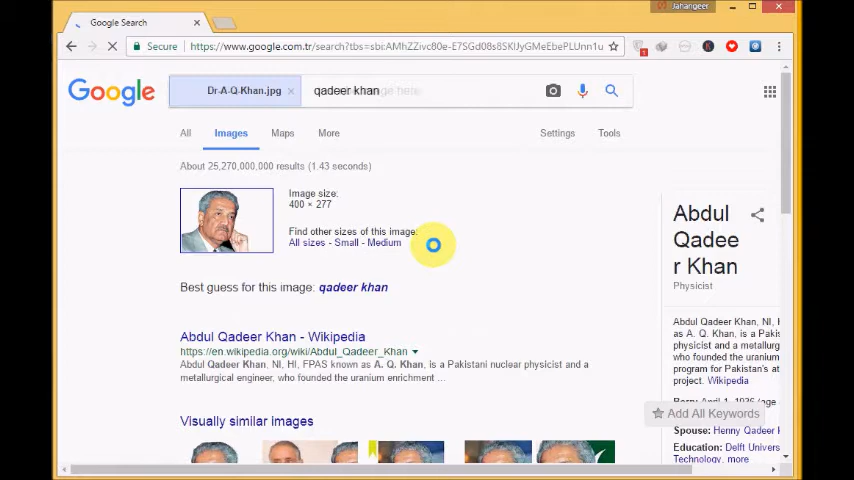 Jahangeer
Google Search
Secure
https://www.google.com.tr/search?tbs=sbi:AMhZZivc80e-E7SGd08s8SKIJyGMeEbePLUnn1u
Google
Dr-A-Q-Khan.jpg
qadeer khan
All
Images
Maps
More
Settings
Tools
About 25,270,000,000 results (1.43 seconds)
Image size:
400 × 277
Find other sizes of this image:
All sizes - Small - Medium
Best guess for this image: qadeer khan
Abdul Qadeer Khan - Wikipedia
https://en.wikipedia.org/wiki/Abdul_Qadeer_Khan
Abdul Qadeer Khan, NI, HI, FPAS known as A. Q. Khan, is a Pakistani nuclear physicist and a
metallurgical engineer, who founded the uranium enrichment ...
Visually similar images
Abdul
Qadee
r Khan
Physicist
Abdul Qadeer Khan, NI, H
known as A. Q. Khan, is a Pakis
physicist and a metallurg
who founded the uranium
program for Pakistan's at
project. Wikipedia
Add All Keywords
Spouse: Henny Qadeer K
Education: Delft Univers
Technology, more